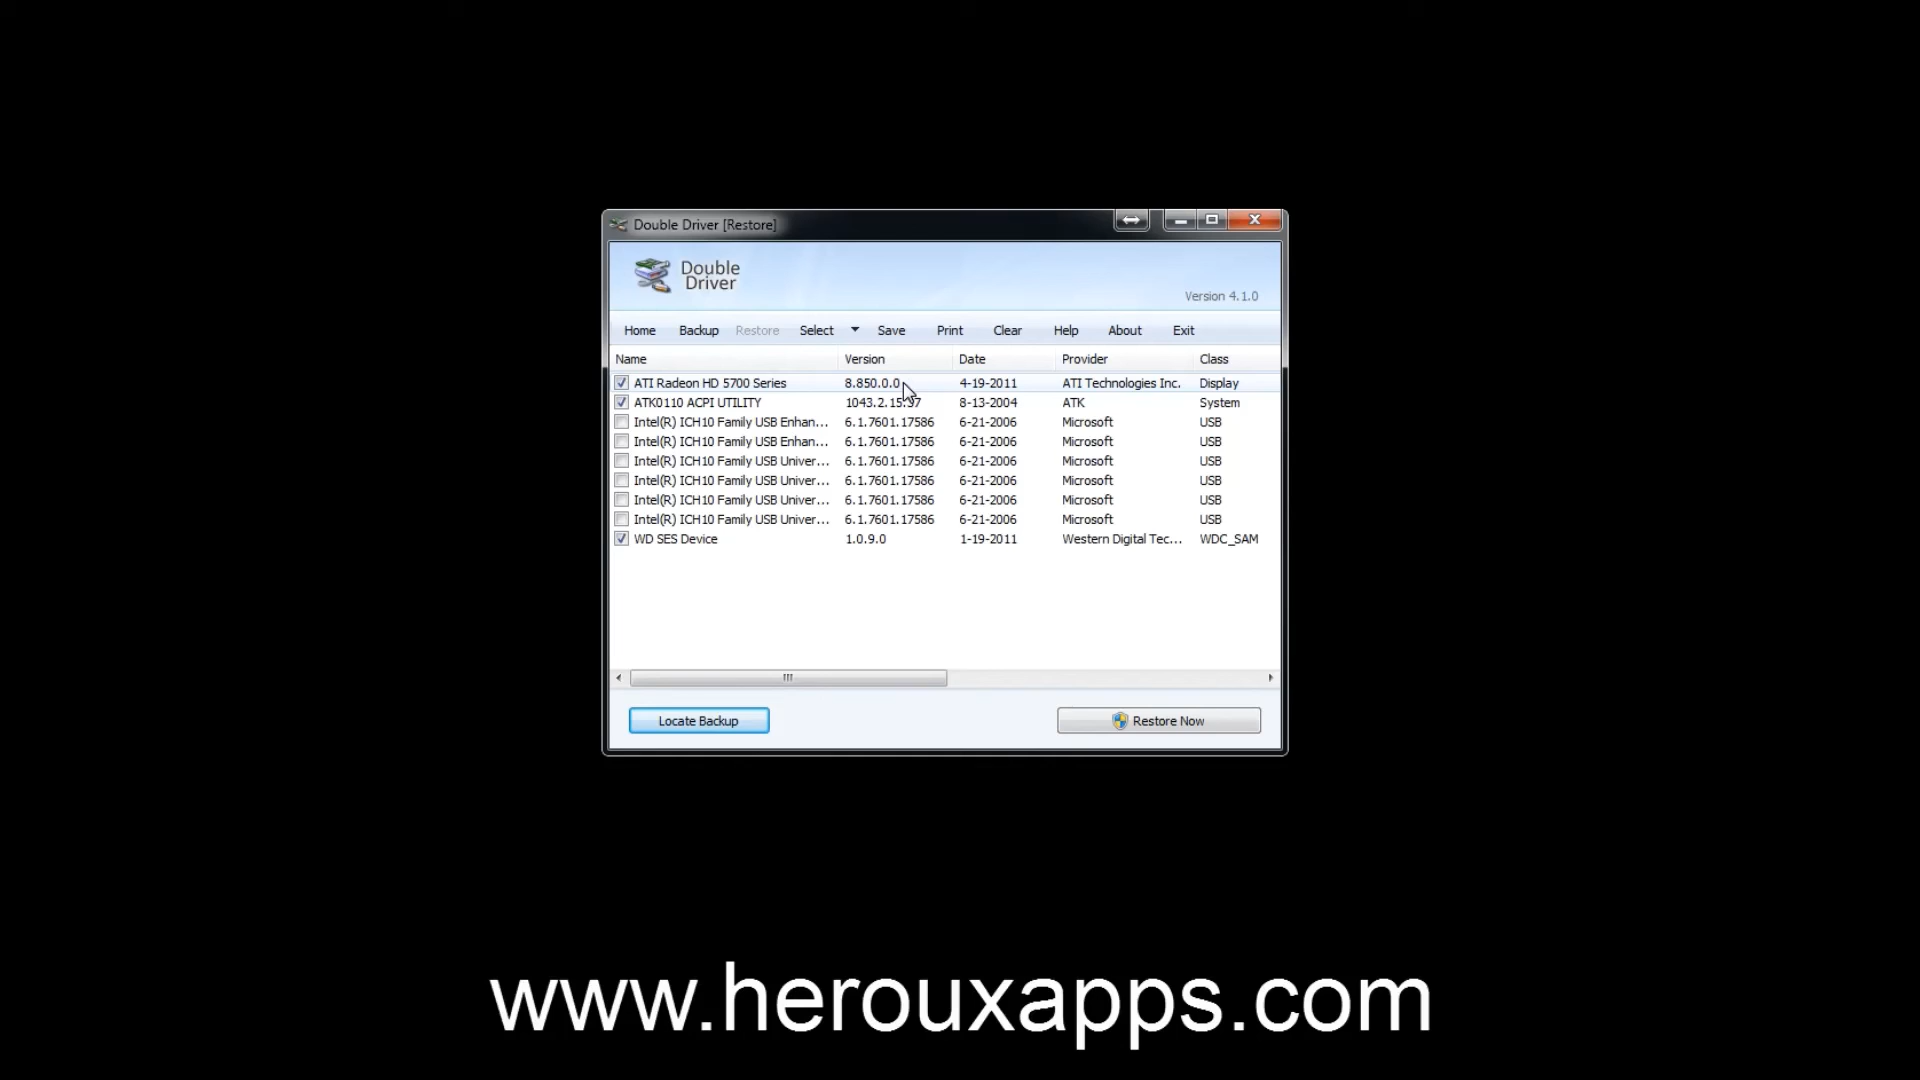 Double Driver [Restore]
Double
Driver
Version 4.1.0
Home Backup Restore Select Save Print Clear Help About Exit
Name Version Date Provider Class
ATI Radeon HD 5700 Series 8.850.0.0 4-19-2011 ATI Technologies Inc. Display
ATK0110 ACPI UTILITY 1043.2.15.37 8-13-2004 ATK System
Intel(R) ICH10 Family USB Enhan... 6.1.7601.17586 6-21-2006 Microsoft USB
Intel(R) ICH10 Family USB Enhan... 6.1.7601.17586 6-21-2006 Microsoft USB
Intel(R) ICH10 Family USB Univer... 6.1.7601.17586 6-21-2006 Microsoft USB
Intel(R) ICH10 Family USB Univer... 6.1.7601.17586 6-21-2006 Microsoft USB
Intel(R) ICH10 Family USB Univer... 6.1.7601.17586 6-21-2006 Microsoft USB
Intel(R) ICH10 Family USB Univer... 6.1.7601.17586 6-21-2006 Microsoft USB
WD SES Device 1.0.9.0 1-19-2011 Western Digital Tec... WDC_SAM
Locate Backup Restore Now
www.herouxapps.com